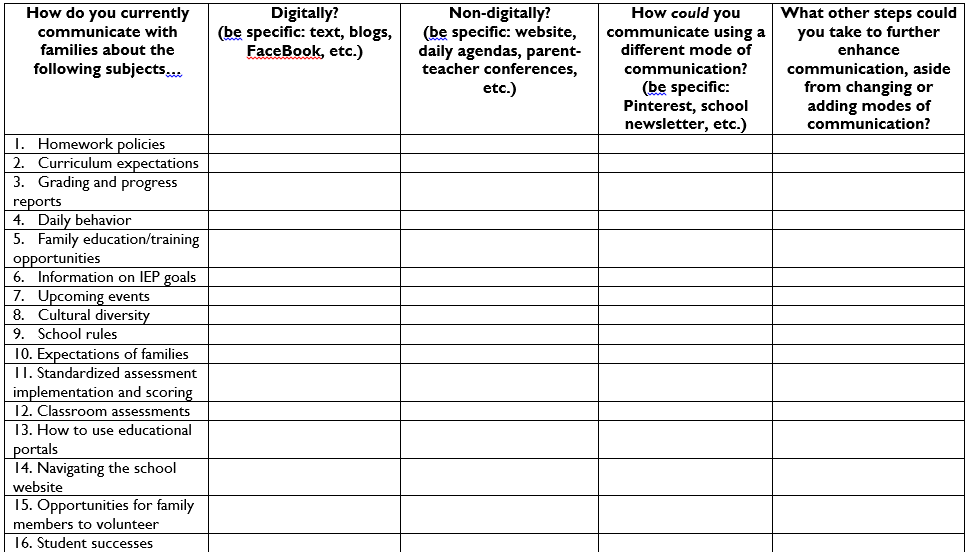 How do you currently
communicate with
families about the
following subjects…
Digitally?
(be specific: text, blogs,
FaceBook, etc.)
Non-digitally?
(be specific: website,
daily agendas, parent-
teacher conferences,
etc.)
How could you
communicate using a
different mode of
communication?
(be specific:
Pinterest, school
newsletter, etc.)
What other steps could
you take to further
enhance
communication, aside
from changing or
adding modes of
communication?
1. Homework policies
2. Curriculum expectations
3. Grading and progress
reports
4. Daily behavior
5. Family education/training
opportunities
6. Information on IEP goals
7. Upcoming events
8. Cultural diversity
9. School rules
10. Expectations of families
11. Standardized assessment
implementation and scoring
12. Classroom assessments
13. How to use educational
portals
14. Navigating the school
website
15. Opportunities for family
members to volunteer
16. Student successes